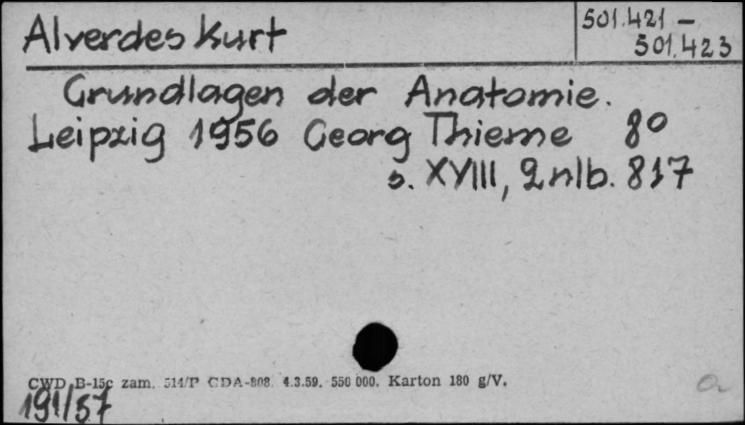 Alverdes Kurt
501.421 -
501.423
Grundlagen der Anatomie.
Leipzig 1956 Georg Thieme 8⁰
s. XVIII, 2 nlb. 817
CWD, B-15c zam. 514/P CDA-808. 4.3.59. 550 000. Karton 180 g/V.
191/57